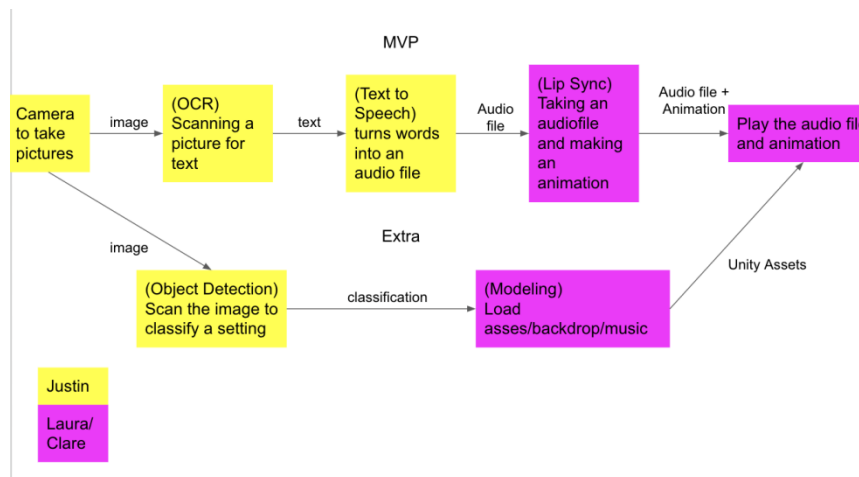 MVP
Camera
to take
pictures
image
(OCR)
Scanning a
picture for
text
text
(Text to
Speech)
turns words
into an
audio file
Audio
file
(Lip Sync)
Taking an
audiofile
and making
an
animation
Audio file +
Animation
Play the audio file
and animation
Extra
image
(Object Detection)
Scan the image to
classify a setting
classification
(Modeling)
Load
asses/backdrop/music
Unity Assets
Justin
Laura/
Clare